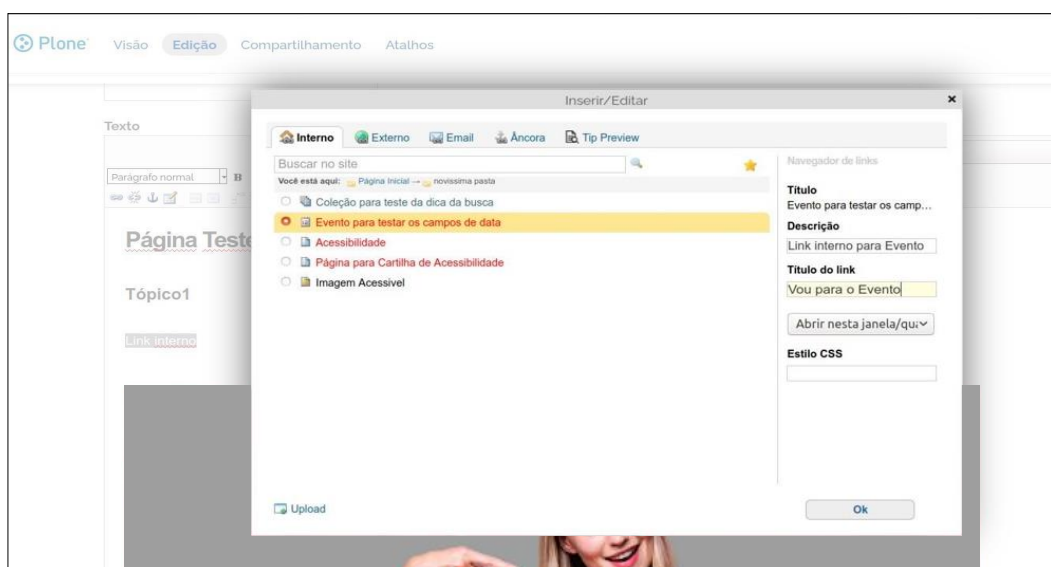 Plone
Visão Edição Compartilhamento Atalhos
Inserir/Editar
Texto
Interno Externo Email Âncora Tip Preview
Buscar no site
Navegador de links
Parágrafo normal B
Você está aqui: Página Inicial → novissima pasta
Título
Coleção para teste da dica da busca
Evento para testar os camp...
Evento para testar os campos de data
Descrição
Página Teste
Acessibilidade
Link interno para Evento
Página para Cartilha de Acessibilidade
Título do link
Tópico1
Imagem Acessivel
Vou para o Evento
Abrir nesta janela/qua
Link interno
Estilo CSS
Upload
Ok